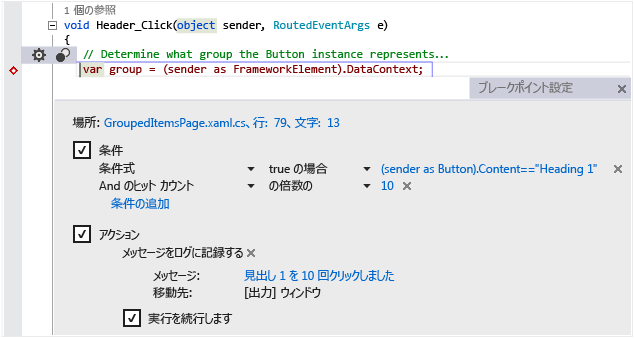 1 個の参照
void Header_Click(object sender, RoutedEventArgs e)
{
// Determine what group the Button instance represents...
var group = (sender as FrameworkElement).DataContext;
ブレークポイント設定 ×
場所: GroupedItemsPage.xaml.cs、行: 79、文字: 13
条件
条件式 true の場合 (sender as Button).Content=="Heading 1" ×
And のヒット カウント の倍数の 10 ×
条件の追加
アクション
メッセージをログに記録する ×
メッセージ: 見出し 1 を 10 回クリックしました
移動先: [出力] ウィンドウ
実行を続行します